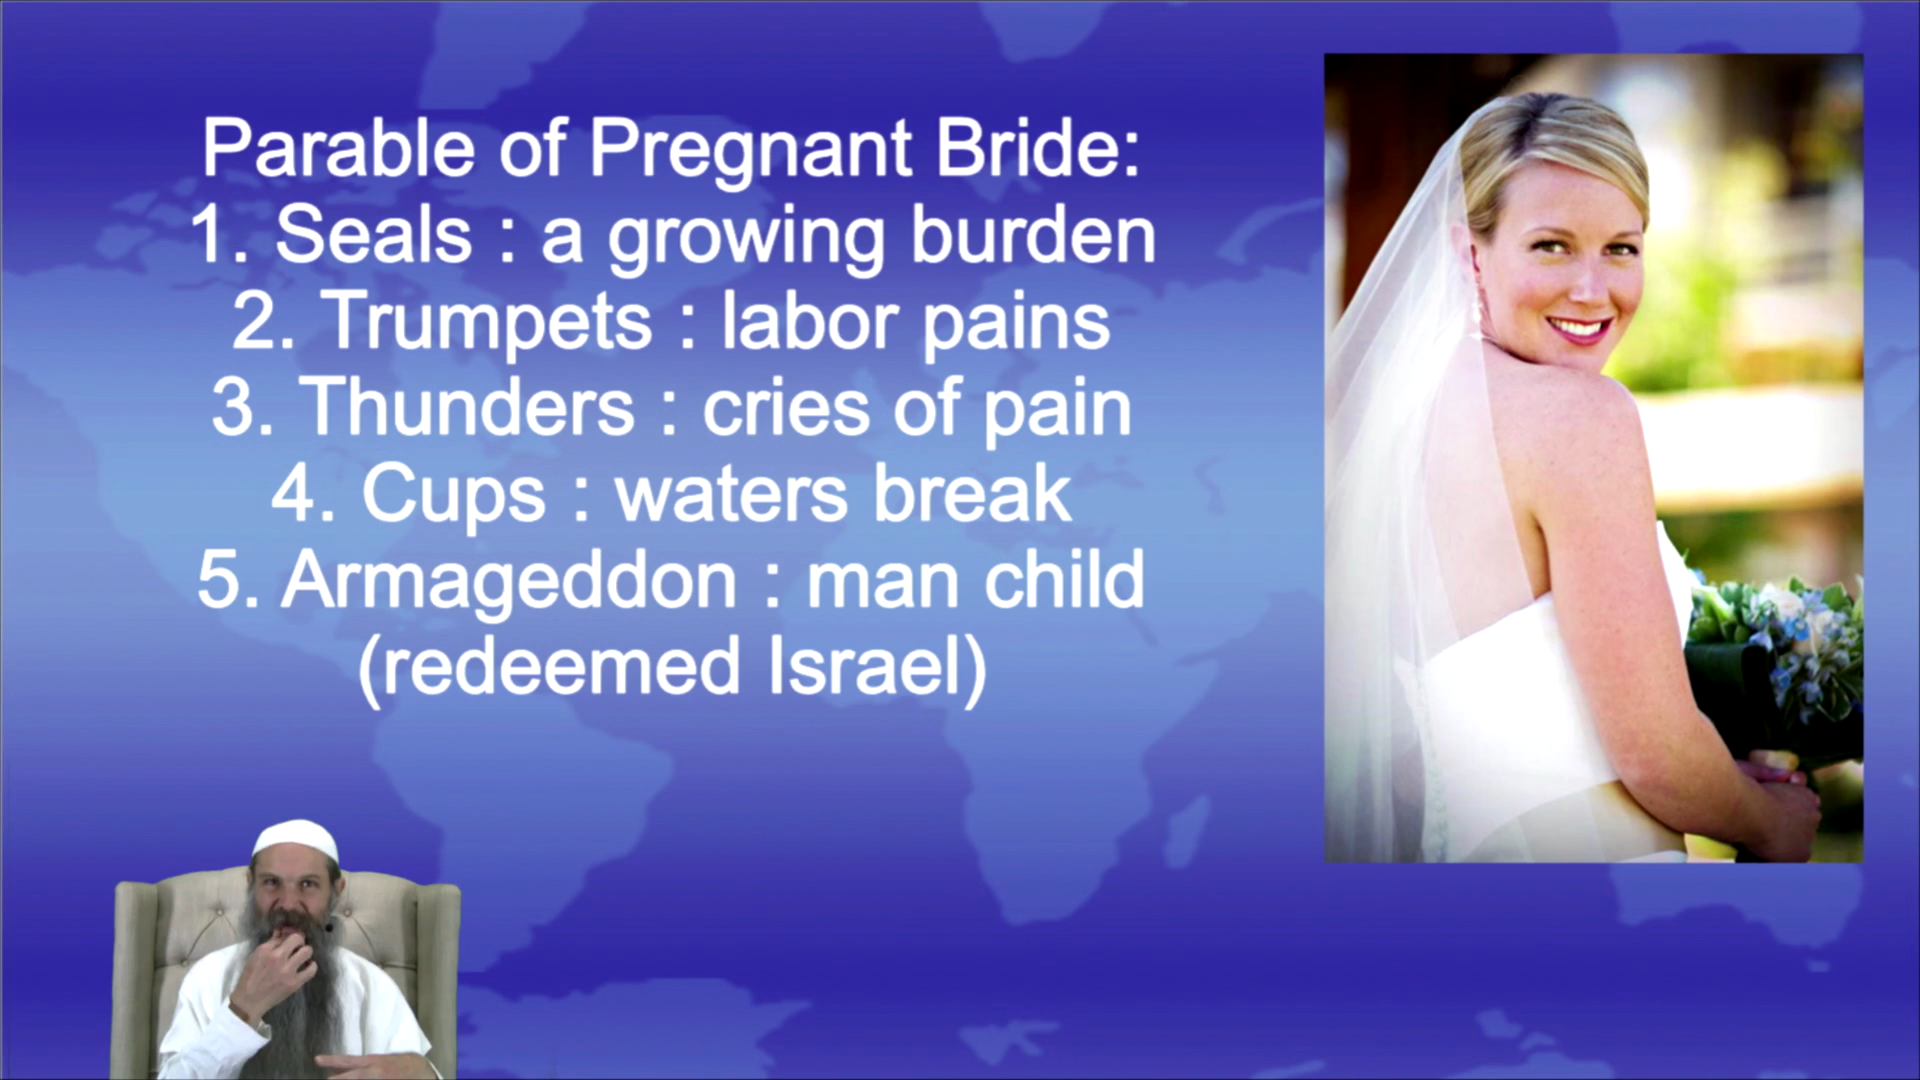 Parable of Pregnant Bride:
1. Seals : a growing burden
2. Trumpets : labor pains
3. Thunders : cries of pain
4. Cups : waters break
5. Armageddon : man child
(redeemed Israel)